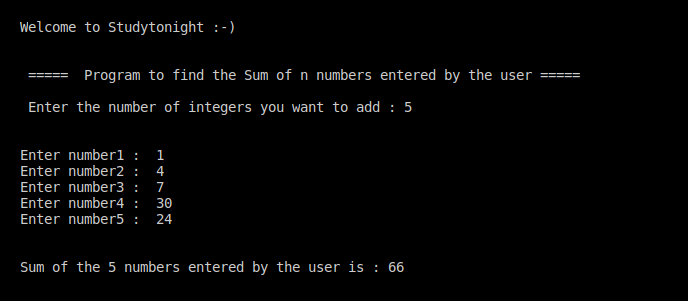 Welcome to Studytonight :-)
===== Program to find the Sum of n numbers entered by the user =====
Enter the number of integers you want to add : 5
Enter number1 : 1
Enter number2 : 4
Enter number3 : 7
Enter number4 : 30
Enter number5 : 24
Sum of the 5 numbers entered by the user is : 66